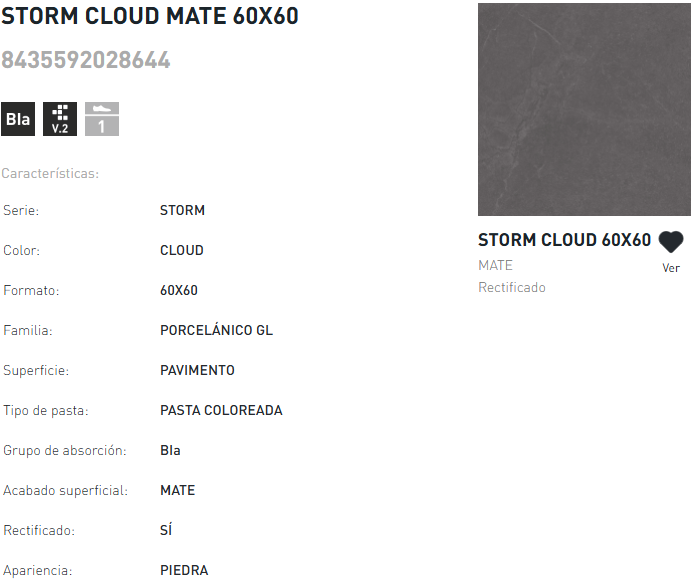 STORM CLOUD MATE 60X60
8435592028644
BIa
V.2
1
Características:
Serie: STORM
Color: CLOUD
Formato: 60X60
Familia: PORCELÁNICO GL
Superficie: PAVIMENTO
Tipo de pasta: PASTA COLOREADA
Grupo de absorción: BIa
Acabado superficial: MATE
Rectificado: SÍ
Apariencia: PIEDRA
STORM CLOUD 60X60
MATE
Ver
Rectificado